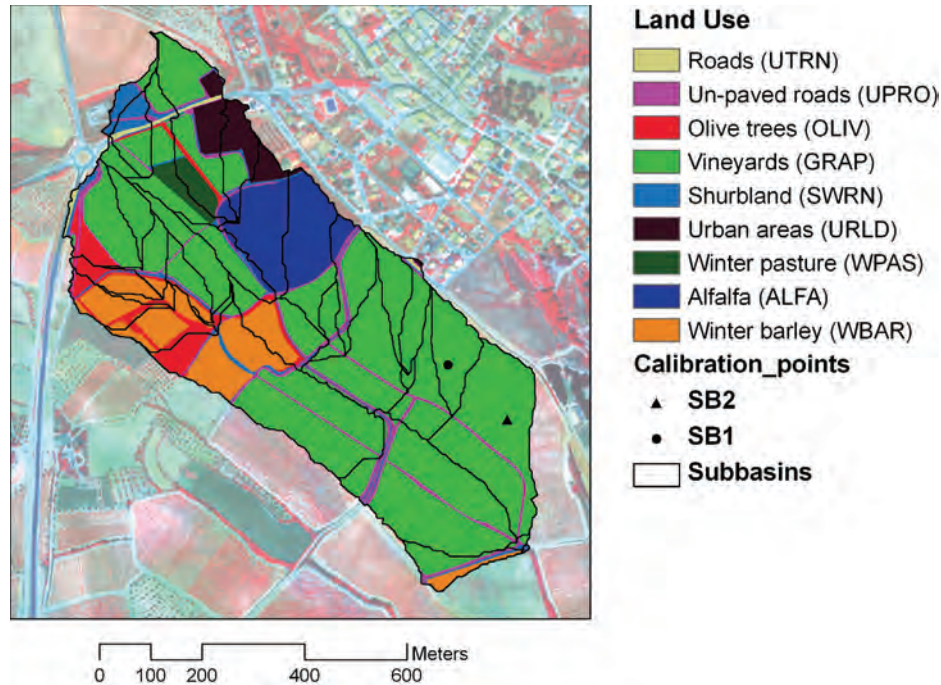 Land Use
Roads (UTRN)
Un-paved roads (UPRO)
Olive trees (OLIV)
Vineyards (GRAP)
Shurbland (SWRN)
Urban areas (URLD)
Winter pasture (WPAS)
Alfalfa (ALFA)
Winter barley (WBAR)
Calibration_points
SB2
SB1
Subbasins
Meters
0 100 200 400 600